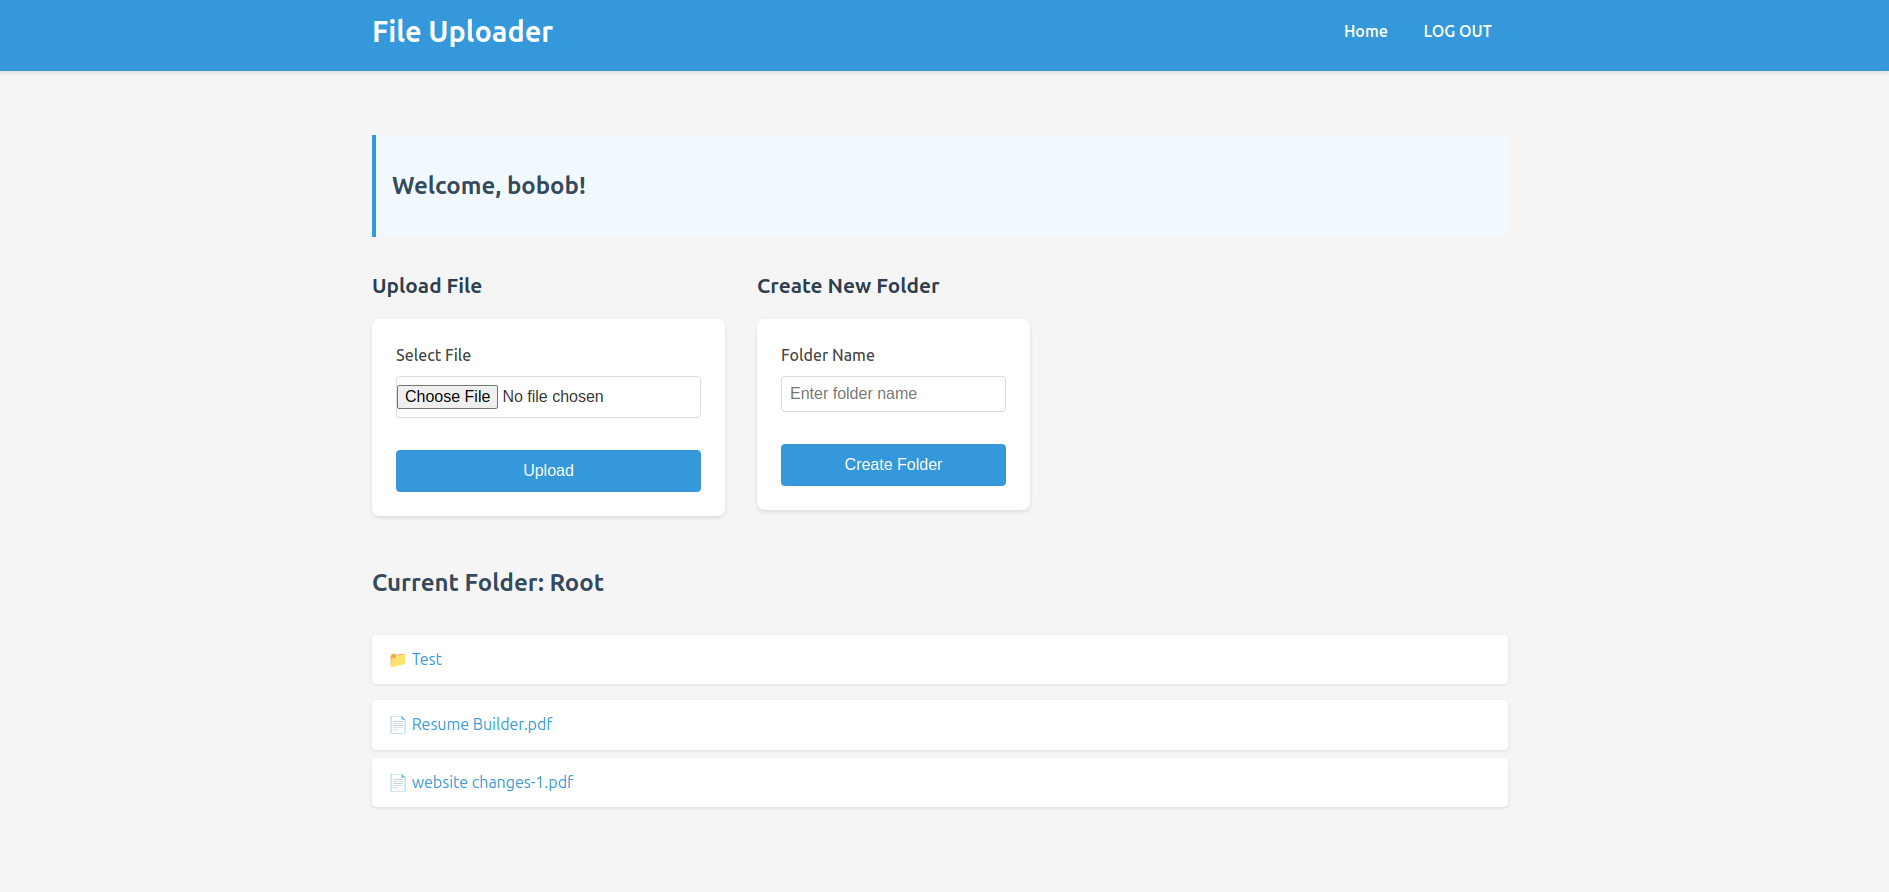 File Uploader
Home
LOG OUT
Welcome, bobob!
Upload File
Create New Folder
Select File
Choose File No file chosen
Upload
Folder Name
Enter folder name
Create Folder
Current Folder: Root
Test
Resume Builder.pdf
website changes-1.pdf